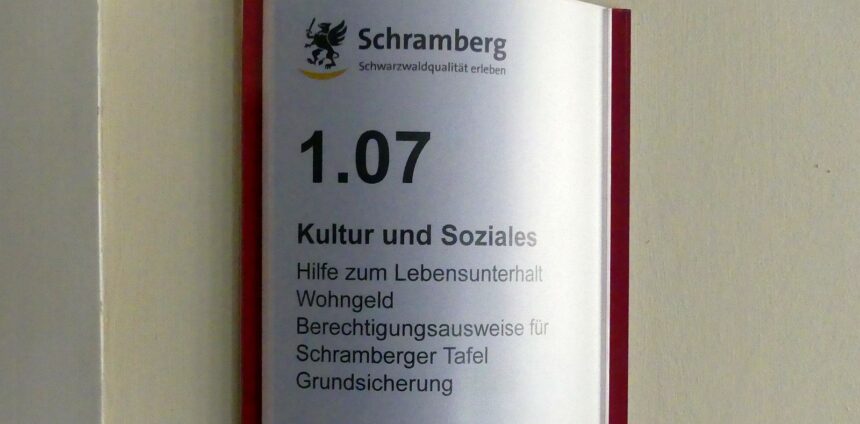 Schramberg
Schwarzwaldqualität erleben
1.07
Kultur und Soziales
Hilfe zum Lebensunterhalt
Wohngeld
Berechtigungsausweise für
Schramberger Tafel
Grundsicherung